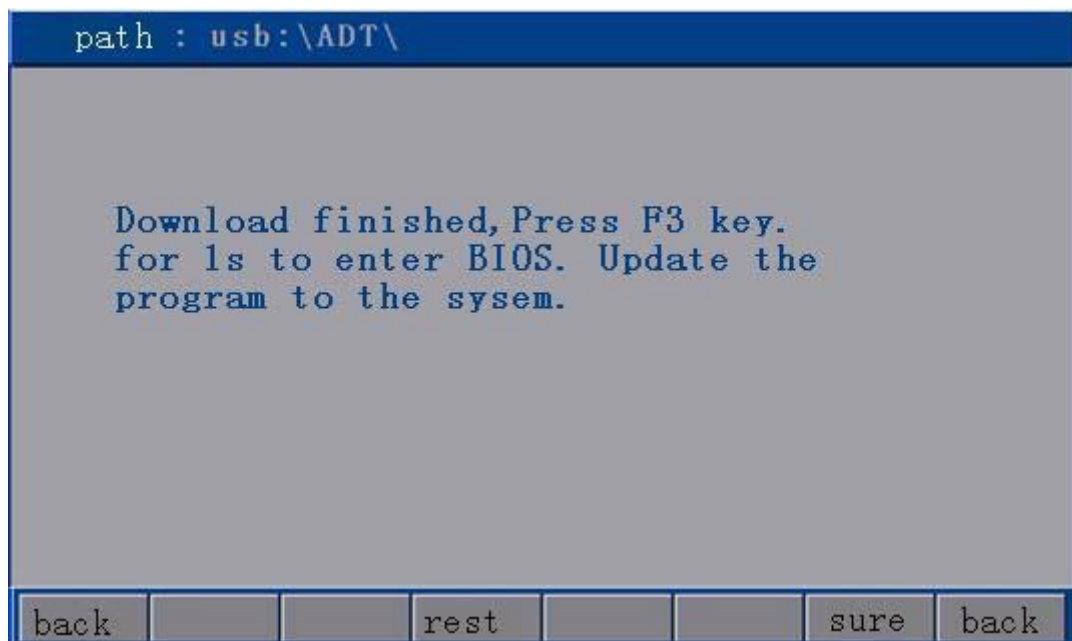 path : usb:\ADT\
Download finished,Press F3 key.
for 1s to enter BIOS. Update the
program to the sysem.
back rest sure back